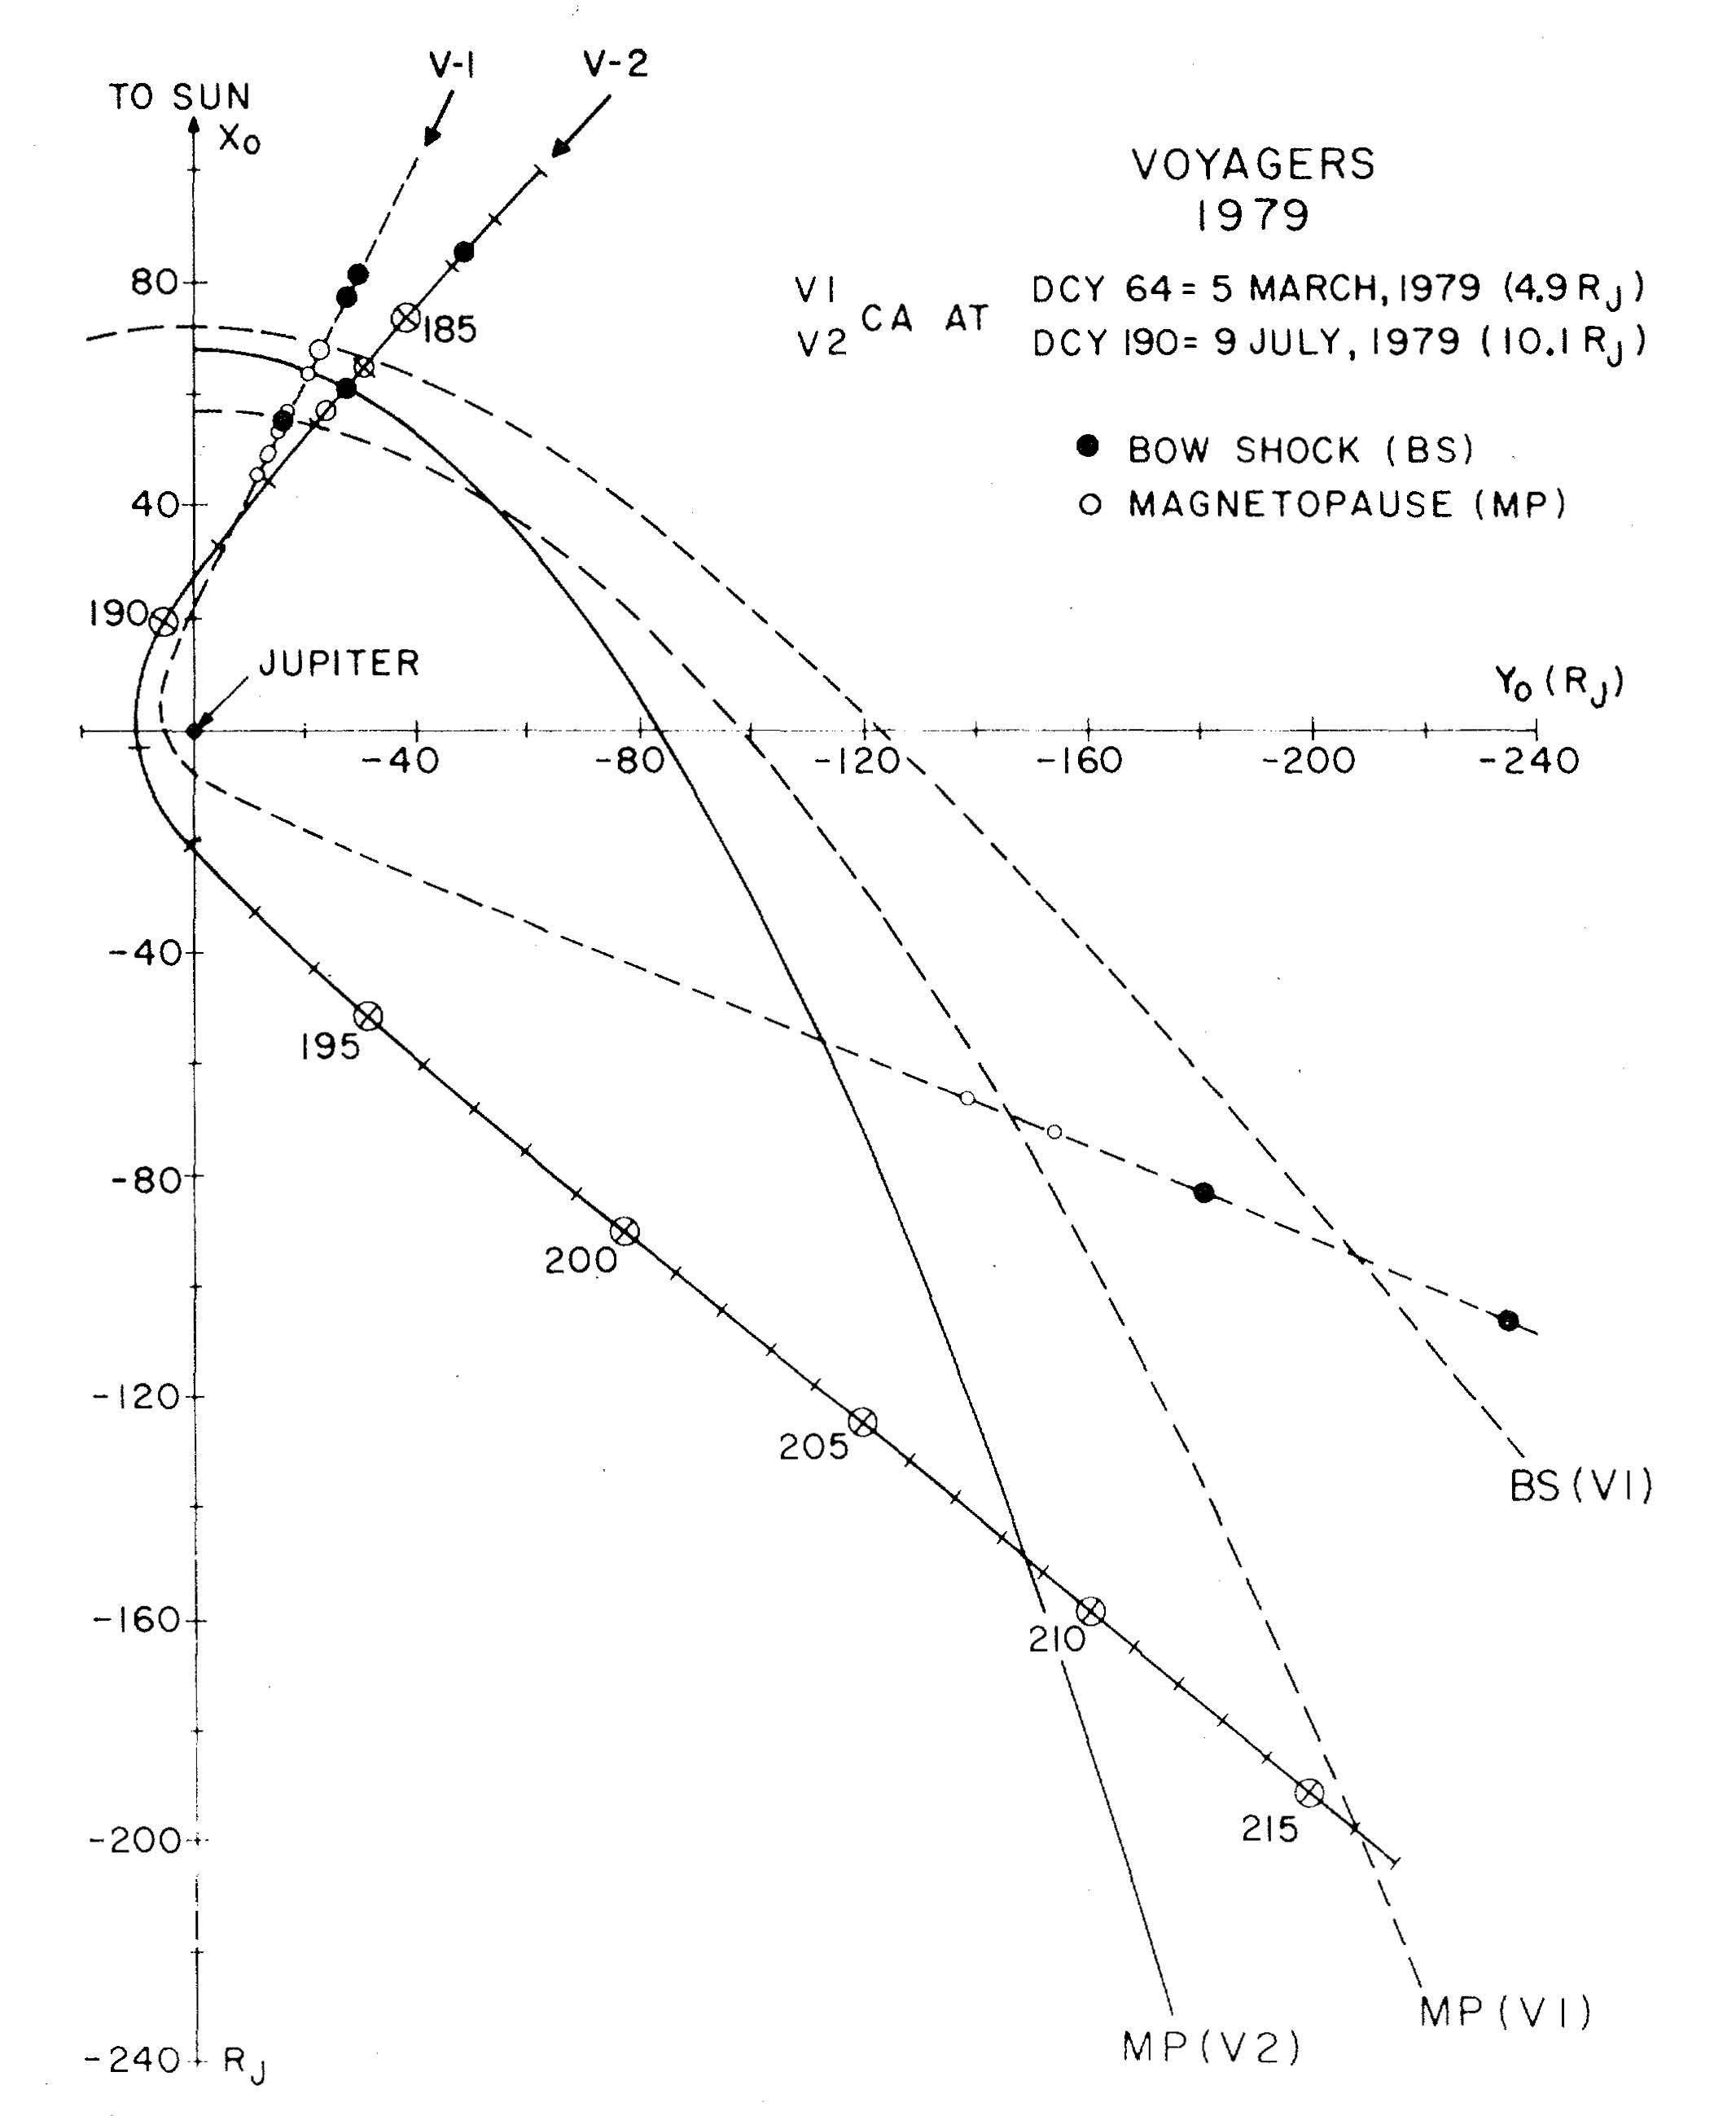 V-1
V-2
TO SUN
X0
VOYAGERS
1979
V1
V2
CA AT
DCY 64 = 5 MARCH, 1979 (4.9 RJ)
DCY 190 = 9 JULY, 1979 (10.1 RJ)
BOW SHOCK (BS)
MAGNETOPAUSE (MP)
80
185
40
190
JUPITER
Y0 (RJ)
-40
-80
-120
-160
-200
-240
-40
195
-80
200
-120
205
BS (V1)
-160
210
215
-200
MP (V1)
MP (V2)
-240
RJ